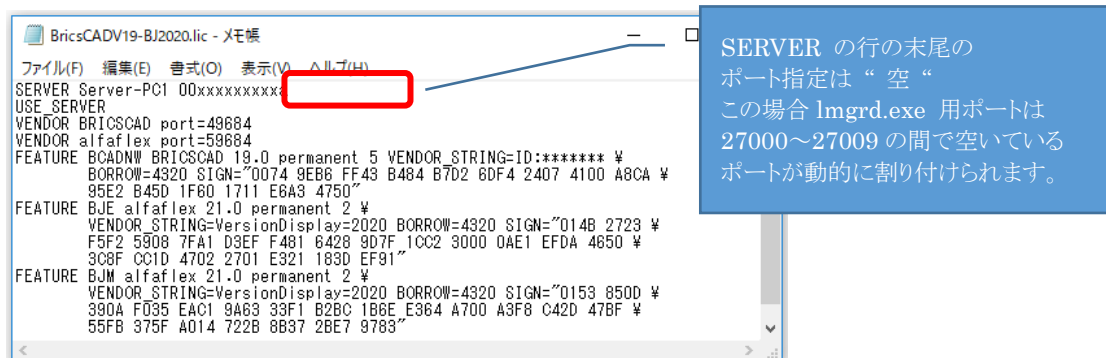 BricsCADV19-BJ2020.lic - メモ帳
ファイル(F) 編集(E) 書式(O) 表示(V) ヘルプ(H)
SERVER Server-PC1 00xxxxxxxxxx
USE_SERVER
VENDOR BRICSCAD port=49684
VENDOR alfaflex port=59684
FEATURE BCADNW BRICSCAD 19.0 permanent 5 VENDOR_STRING=ID:******* ¥
BORROW=4320 SIGN="0074 9EB6 FF43 B484 B7D2 6DF4 2407 4100 A8CA ¥
95E2 B45D 1F60 1711 E6A3 4750"
FEATURE BJE alfaflex 21.0 permanent 2 ¥
VENDOR_STRING=VersionDisplay=2020 BORROW=4320 SIGN="014B 2723 ¥
F5F2 5908 7FA1 D3EF F481 6428 9D7F 1CC2 3000 0AE1 EFDA 4650 ¥
3C8F CC1D 4702 2701 E321 183D EF91"
FEATURE BJM alfaflex 21.0 permanent 2 ¥
VENDOR_STRING=VersionDisplay=2020 BORROW=4320 SIGN="0153 850D ¥
390A F035 EAC1 9A63 33F1 B2BC 1B6E E364 A700 A3F8 C42D 47BF ¥
55FB 375F A014 722B 8B37 2BE7 9783"
SERVER の行の末尾の
ポート指定は “ 空 “
この場合 lmgrd.exe 用ポートは
27000～27009 の間で空いている
ポートが動的に割り付けられます。